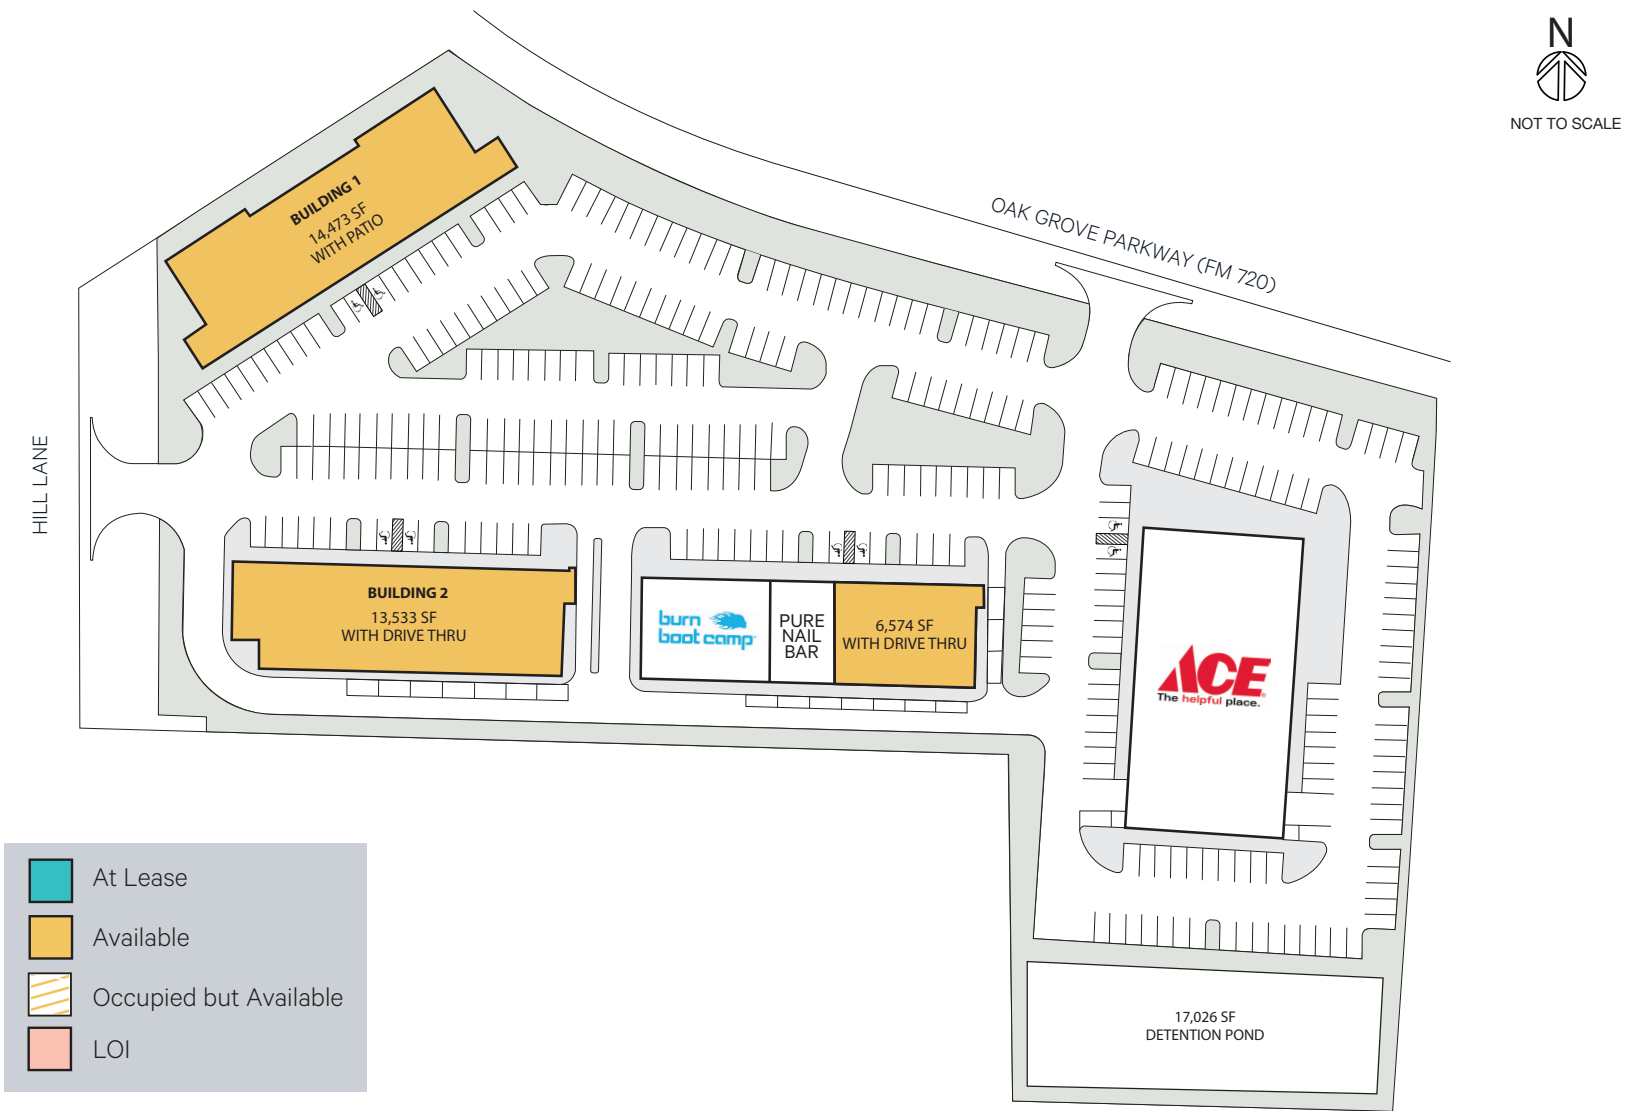 N
NOT TO SCALE
OAK GROVE PARKWAY (FM 720)
BUILDING 1
14,473 SF
WITH PATIO
HILL LANE
BUILDING 2
13,533 SF
WITH DRIVE THRU
burn
boot camp
PURE
NAIL
BAR
6,574 SF
WITH DRIVE THRU
ACE
The helpful place.
At Lease
Available
Occupied but Available
LOI
17,026 SF
DETENTION POND